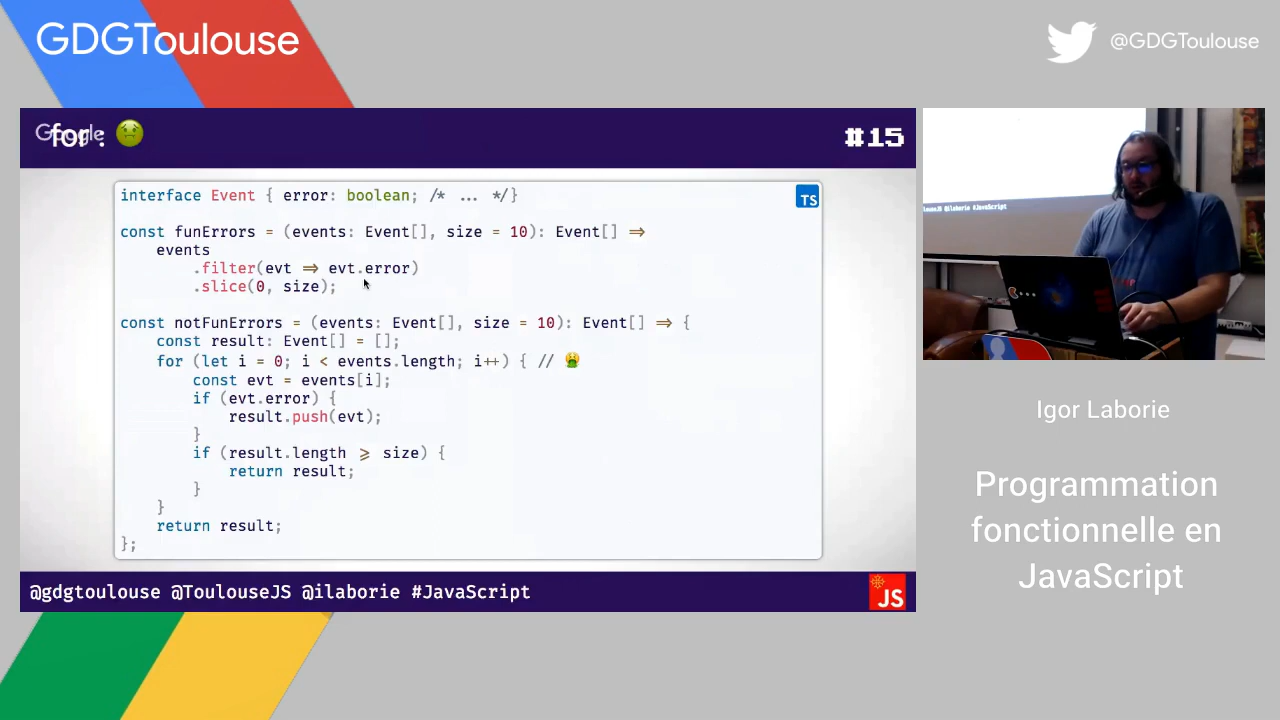 GDGToulouse
@GDGToulouse
for :
Google
#15
TS
interface Event { error: boolean; /* ... */}
const funErrors = (events: Event[], size = 10): Event[] =>
events
.filter(evt => evt.error)
.slice(0, size);
const notFunErrors = (events: Event[], size = 10): Event[] => {
const result: Event[] = [];
for (let i = 0; i < events.length; i++) { // 🤮
const evt = events[i];
if (evt.error) {
result.push(evt);
}
if (result.length >= size) {
return result;
}
}
return result;
};
@gdgtoulouse @ToulouseJS @ilaborie #JavaScript
JS
Igor Laborie
Programmation
fonctionnelle en
JavaScript